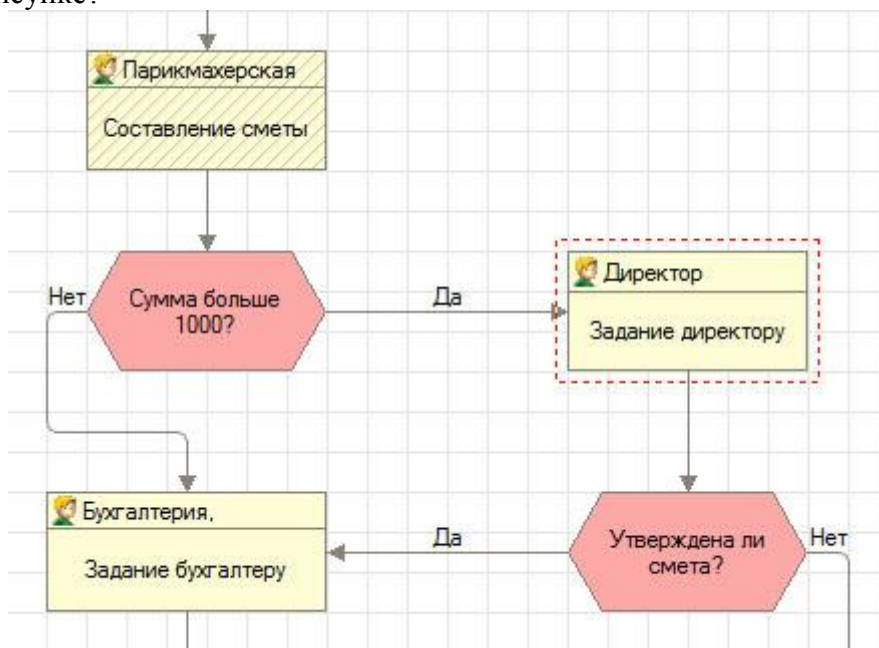 Парикмахерская
Составление сметы
Нет
Сумма больше
1000?
Да
Директор
Задание директору
Бухгалтерия,
Задание бухгалтеру
Да
Утверждена ли
смета?
Нет